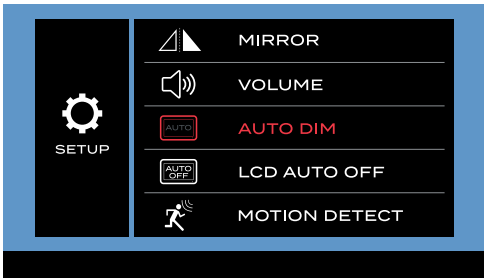 SETUP
MIRROR
VOLUME
AUTO
AUTO DIM
AUTO
OFF
LCD AUTO OFF
MOTION DETECT